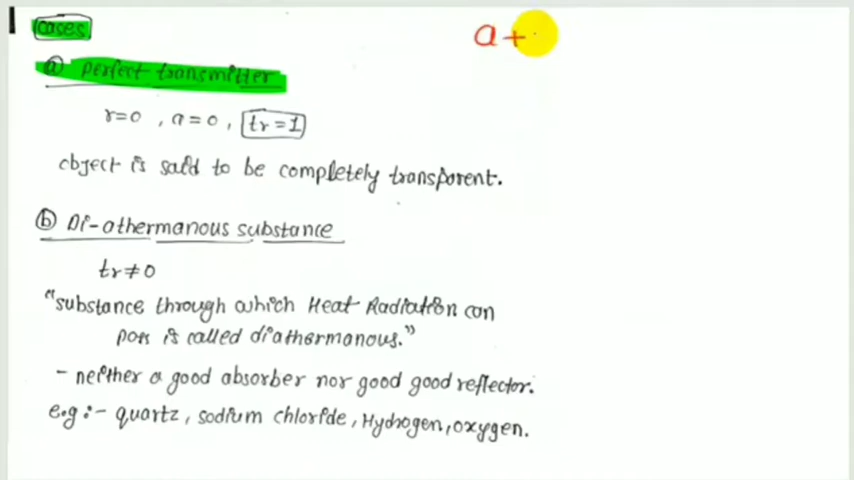 cases
a +
ⓐ perfect transmitter
r=0 , a=0, tr=1
object is said to be completely transparent.
ⓑ Di-athermanous substance
tr≠0
"substance through which Heat Radiation can
pass is called diathermanous."
- neither a good absorber nor good good reflector.
e.g :- quartz, sodium chloride, Hydrogen, oxygen.